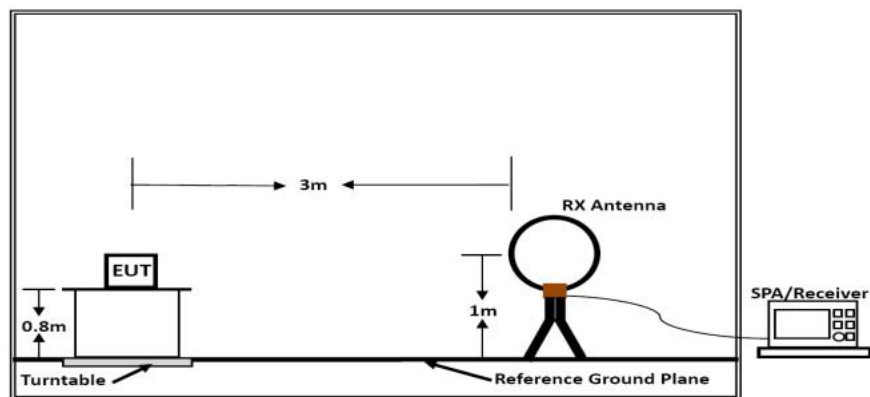 3m
RX Antenna
EUT
SPA/Receiver
0.8m
1m
Turntable
Reference Ground Plane